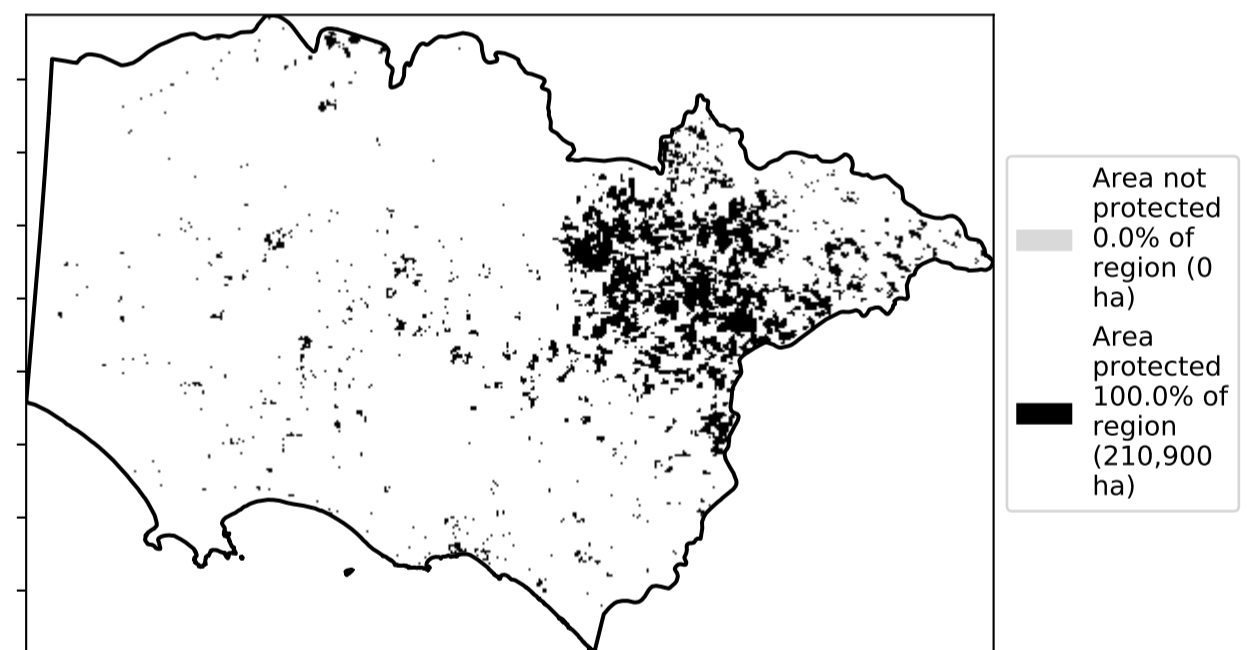 Area not
protected
0.0% of
region (0
ha)
Area
protected
100.0% of
region
(210,900
ha)